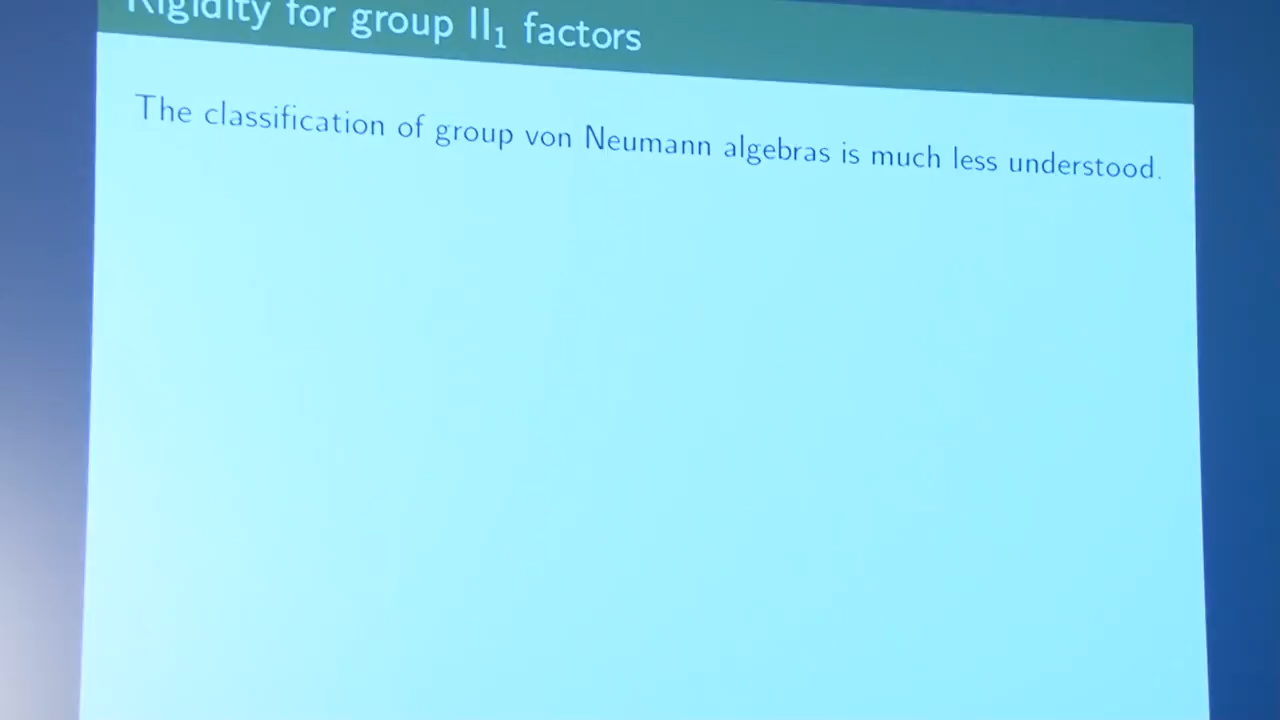 Rigidity for group II₁ factors
The classification of group von Neumann algebras is much less understood.